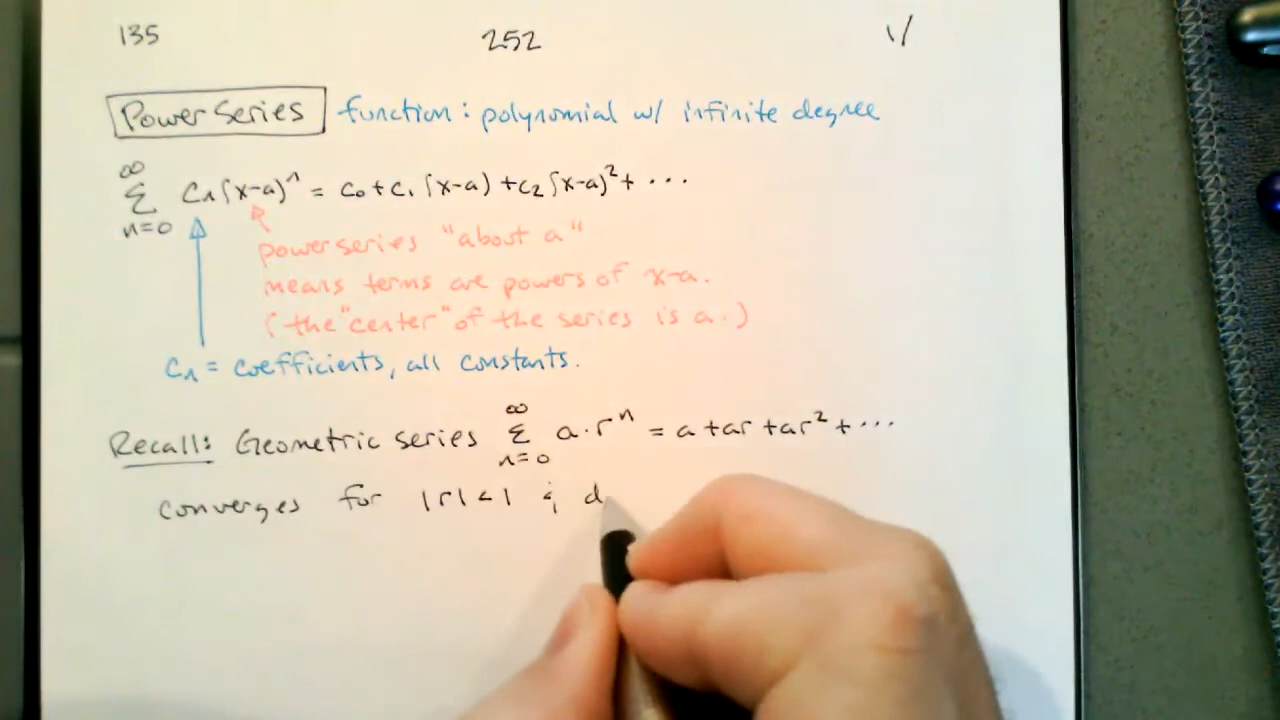 135 252 1/
Power Series function: polynomial w/ infinite degree
∞
Σ Cn(x-a)^n = C0 + C1(x-a) + C2(x-a)^2 + ...
n=0
power series "about a"
means terms are powers of x-a.
(the "center" of the series is a.)
Cn = coefficients, all constants.
∞
Recall: Geometric series Σ a·r^n = a + ar + ar^2 + ...
n=0
converges for |r| < 1 & d